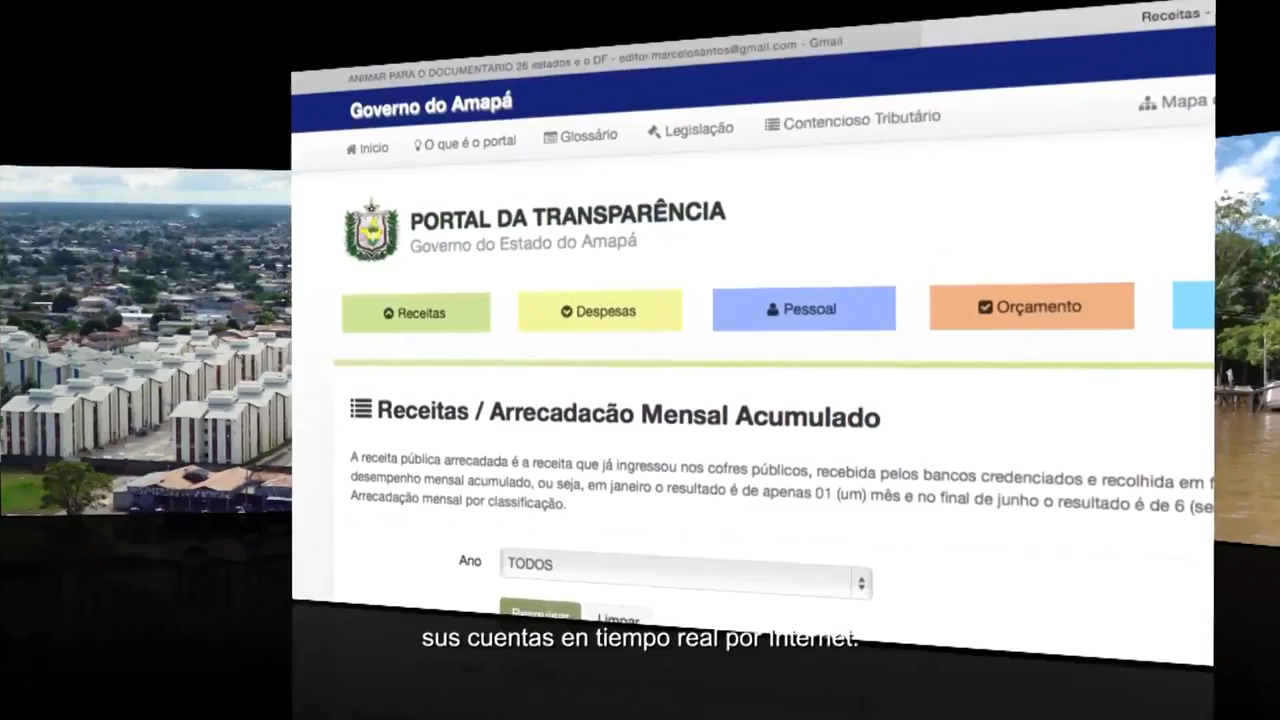 Receitas -
ANIMAR PARA O DOCUMENTARIO 26 estados e o DF - editor.marcelosantos@gmail.com - Gmail
Governo do Amapá
Inicio O que é o portal Glossário Legislação Contencioso Tributário Mapa
PORTAL DA TRANSPARÊNCIA
Governo do Estado do Amapá
Receitas Despesas Pessoal Orçamento
Receitas / Arrecadacão Mensal Acumulado
A receita pública arrecadada é a receita que já ingressou nos cofres públicos, recebida pelos bancos credenciados e recolhida em
desempenho mensal acumulado, ou seja, em janeiro o resultado é de apenas 01 (um) mês e no final de junho o resultado é de 6 (se
Arrecadação mensal por classificação.
Ano TODOS
Pesquisar Limpar
sus cuentas en tiempo real por Internet.